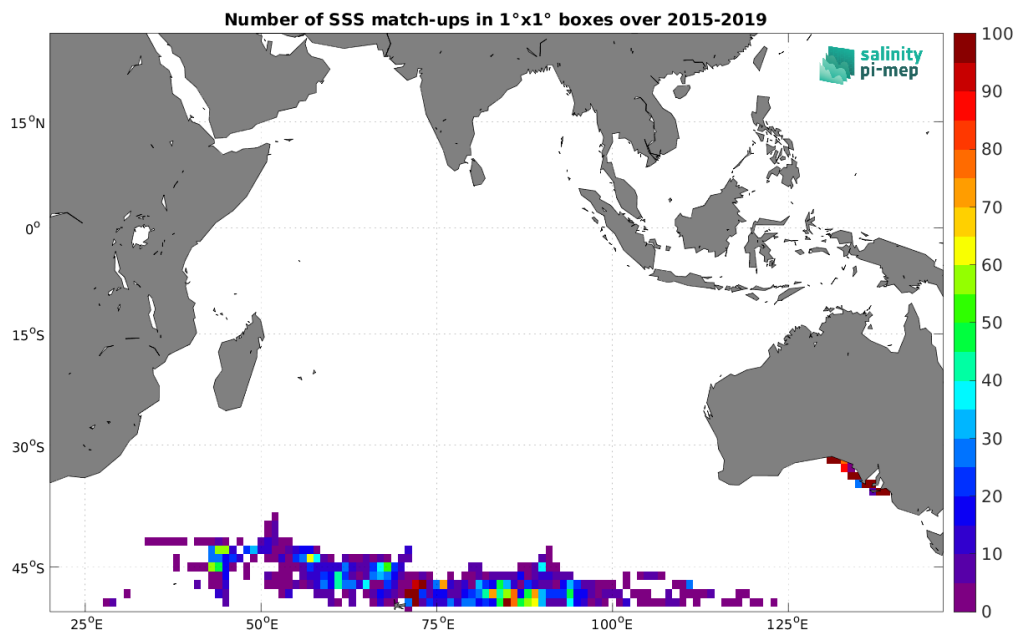 Number of SSS match-ups in 1°x1° boxes over 2015-2019
salinity
pi-mep
15°N
0°
15°S
30°S
45°S
25°E
50°E
75°E
100°E
125°E
100
90
80
70
60
50
40
30
20
10
0